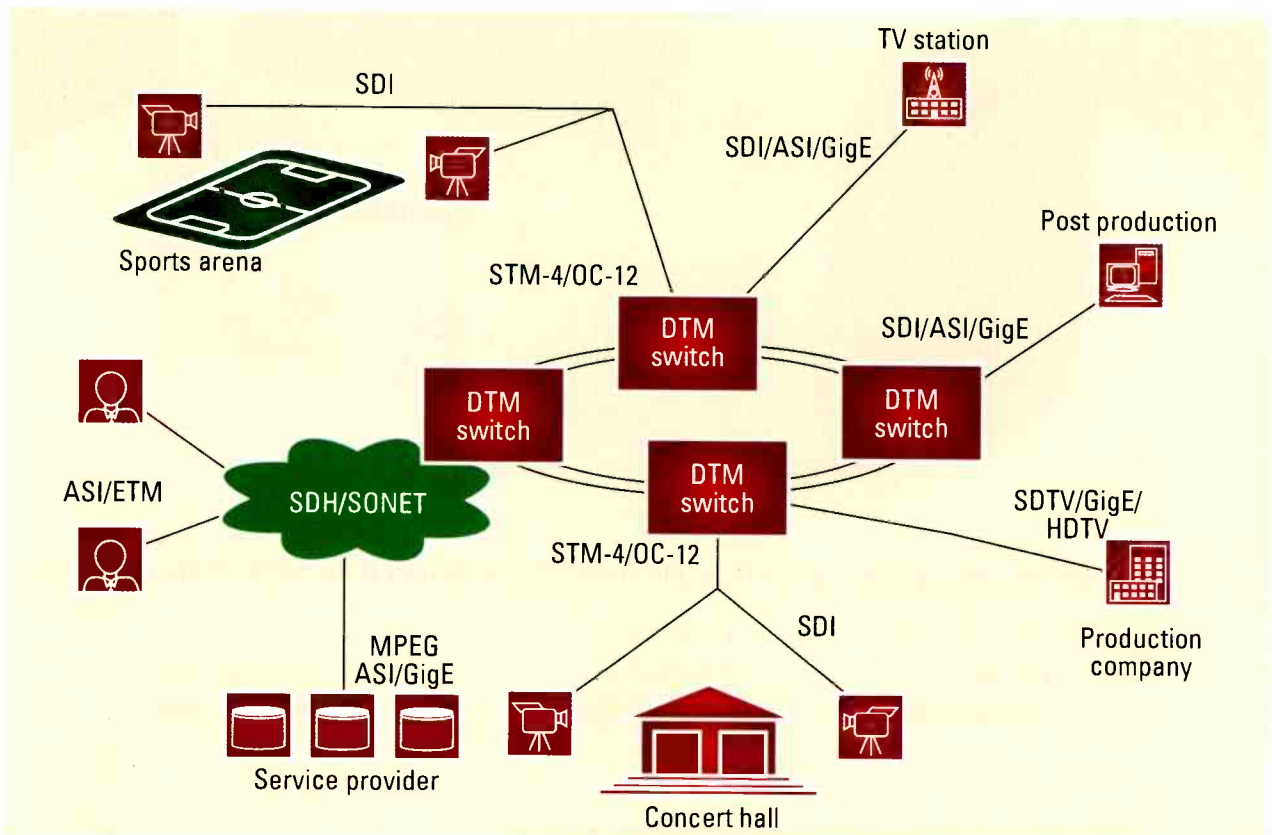 TV station
SDI
SDI/ASI/GigE
Post production
Sports arena
STM-4/OC-12
DTM
switch
SDI/ASI/GigE
DTM
switch
DTM
switch
DTM
switch
ASI/ETM
SDH/SONET
SDTV/GigE/
HDTV
STM-4/OC-12
SDI
MPEG
ASI/GigE
Production
company
Service provider
Concert hall